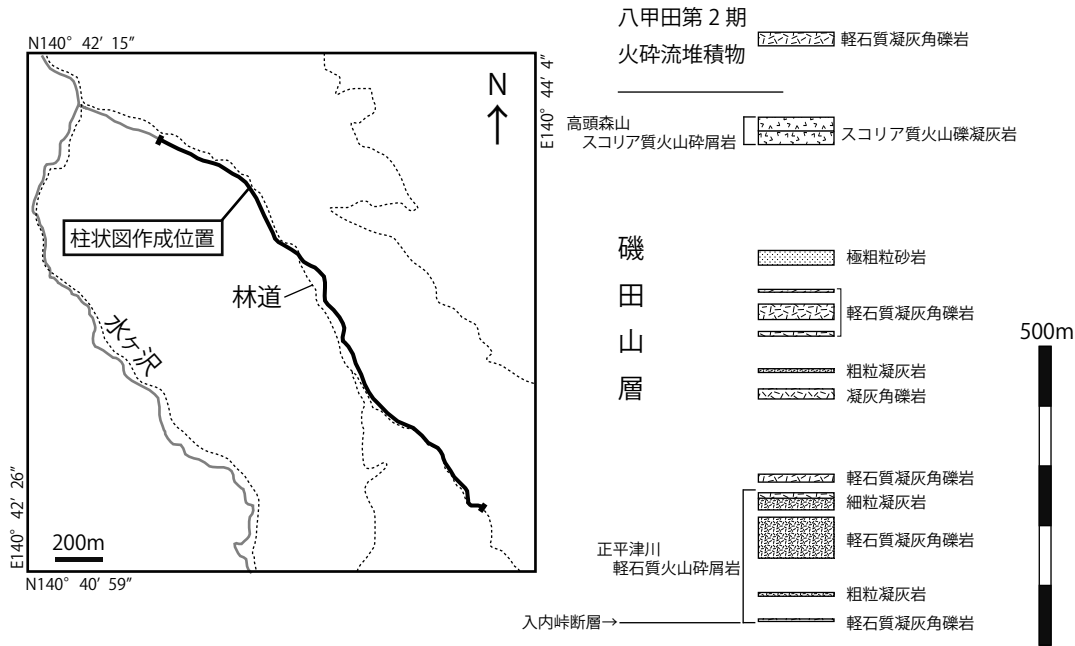 N140° 42′ 15″
E140° 44′ 4″
N
柱状図作成位置
林道
水ヶ沢
200m
E140° 42′ 26″
N140° 40′ 59″
八甲田第2期
火砕流堆積物
軽石質凝灰角礫岩
高頭森山
スコリア質火山砕屑岩
スコリア質火山礫凝灰岩
磯田山層
極粗粒砂岩
軽石質凝灰角礫岩
粗粒凝灰岩
凝灰角礫岩
軽石質凝灰角礫岩
細粒凝灰岩
軽石質凝灰角礫岩
正平津川
軽石質火山砕屑岩
粗粒凝灰岩
入内峠断層→
軽石質凝灰角礫岩
500m